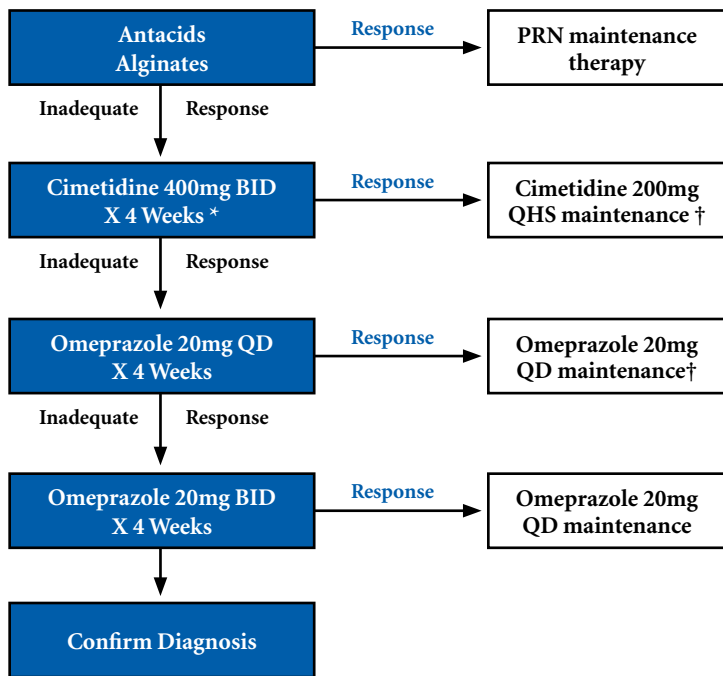 Antacids
Alginates
Response
PRN maintenance
therapy
Inadequate Response
Cimetidine 400mg BID
X 4 Weeks *
Response
Cimetidine 200mg
QHS maintenance †
Inadequate Response
Omeprazole 20mg QD
X 4 Weeks
Response
Omeprazole 20mg
QD maintenance†
Inadequate Response
Omeprazole 20mg BID
X 4 Weeks
Response
Omeprazole 20mg
QD maintenance
Confirm Diagnosis